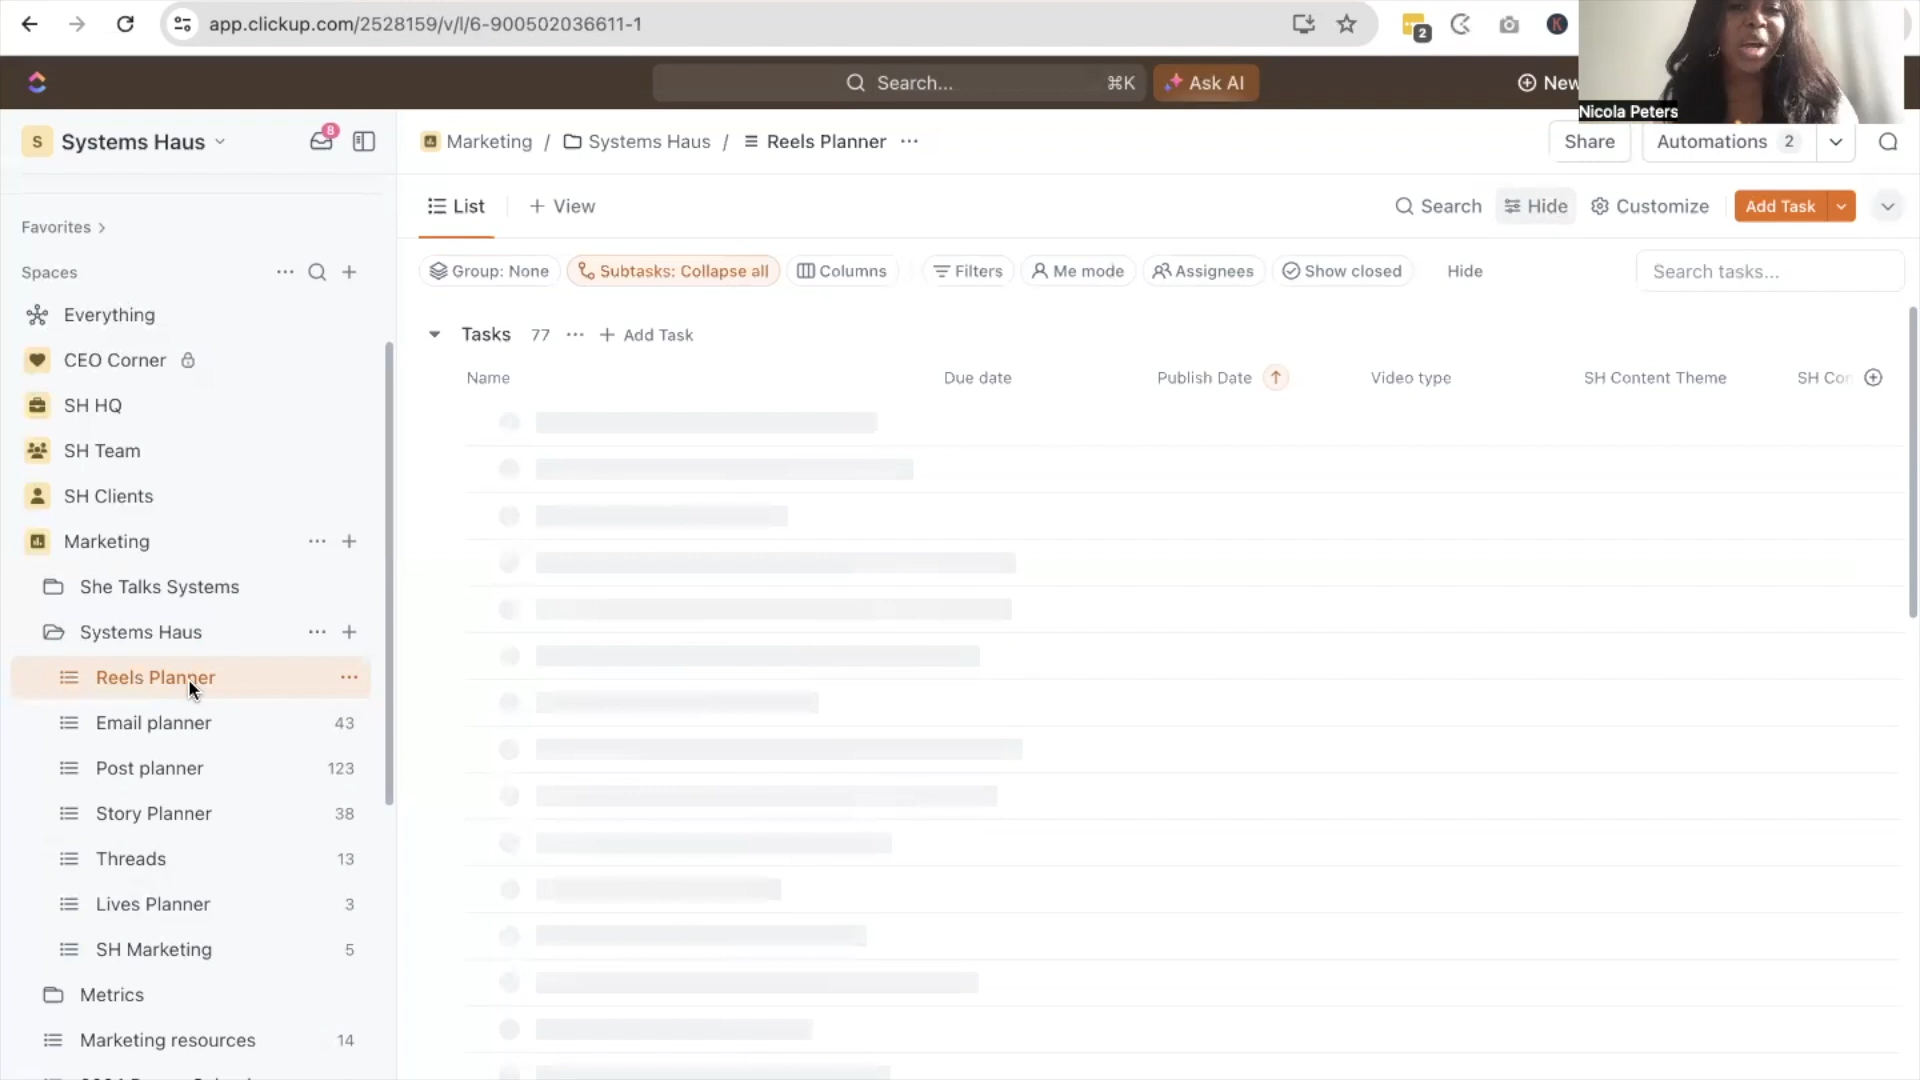 app.clickup.com/2528159/v/l/6-900502036611-1
2
K
Nicola Peters
Search...
⌘K
Ask AI
New
S
Systems Haus
8
Marketing / Systems Haus / Reels Planner
Share
Automations 2
List
View
Search
Hide
Customize
Add Task
Favorites
Spaces
Group: None
Subtasks: Collapse all
Columns
Filters
Me mode
Assignees
Show closed
Hide
Search tasks...
Everything
CEO Corner
SH HQ
SH Team
SH Clients
Marketing
She Talks Systems
Systems Haus
Reels Planner
Email planner 43
Post planner 123
Story Planner 38
Threads 13
Lives Planner 3
SH Marketing 5
Metrics
Marketing resources 14
Tasks 77
Add Task
Name
Due date
Publish Date
Video type
SH Content Theme
SH Con